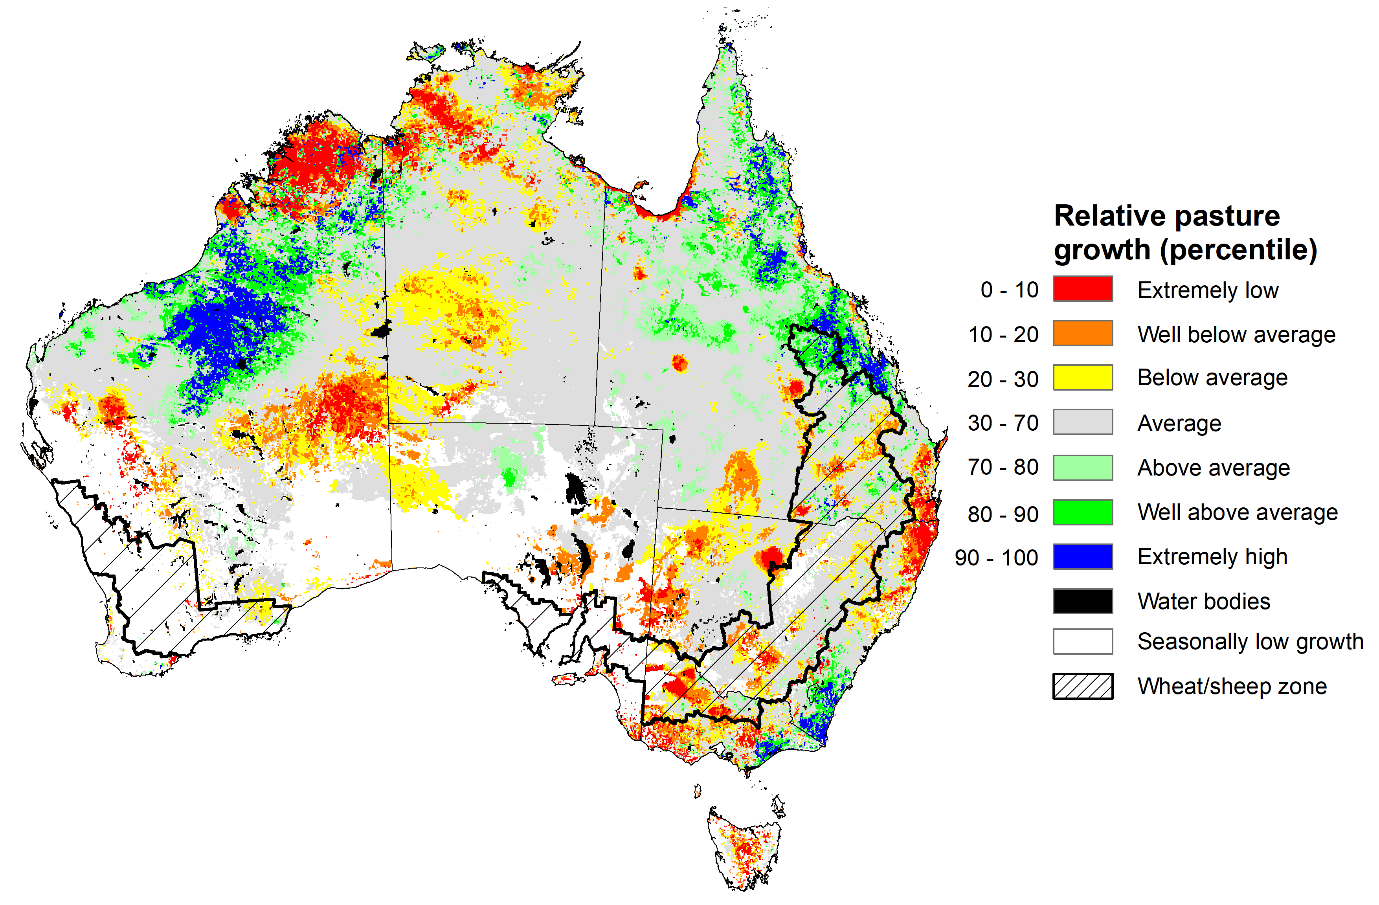 Relative pasture
growth (percentile)
0 - 10 Extremely low
10 - 20 Well below average
20 - 30 Below average
30 - 70 Average
70 - 80 Above average
80 - 90 Well above average
90 - 100 Extremely high
Water bodies
Seasonally low growth
Wheat/sheep zone